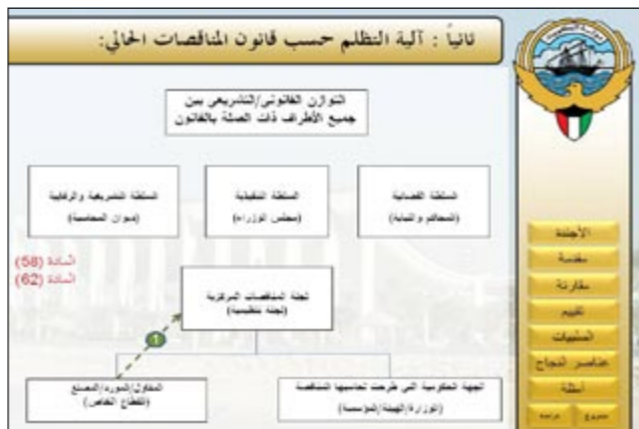 ثانياً : آلية التظلم حسب قانون المناقصات الحالي:
التوازن القانوني/التشريعي بين
جميع الأطراف ذات الصلة بالقانون
السلطة القضائية
(المحاكم والنيابة)
السلطة التنفيذية
(مجلس الوزراء)
السلطة التشريعية والرقابية
(ديوان المحاسبة)
المادة (58)
المادة (62)
لجنة المناقصات المركزية
(لجنة تنظيمية)
1
الجهة الحكومية التي طرحت لحاسبها المناقصة
(الوزارة/الهيئة/المؤسسة)
المقاول/المورد/المصنع
(القطاع الخاص)
الأجندة
مقدمة
مقارنة
تقييم
السلبيات
عناصر النجاح
أسئلة